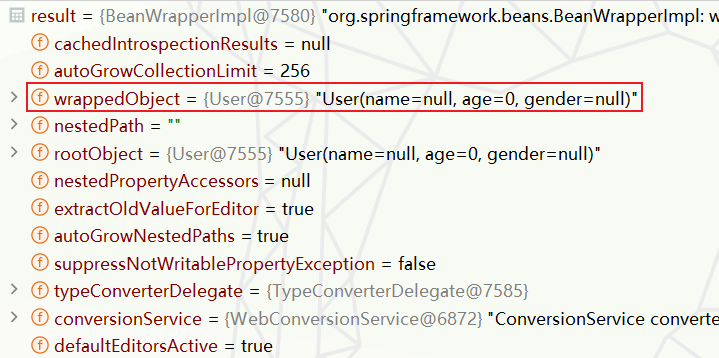 result = {BeanWrapperImpl@7580} "org.springframework.beans.BeanWrapperImpl: w
f cachedIntrospectionResults = null
f autoGrowCollectionLimit = 256
f wrappedObject = {User@7555} "User(name=null, age=0, gender=null)"
f nestedPath = ""
f rootObject = {User@7555} "User(name=null, age=0, gender=null)"
f nestedPropertyAccessors = null
f extractOldValueForEditor = true
f autoGrowNestedPaths = true
f suppressNotWritablePropertyException = false
f typeConverterDelegate = {TypeConverterDelegate@7585}
f conversionService = {WebConversionService@6872} "ConversionService converte
f defaultEditorsActive = true